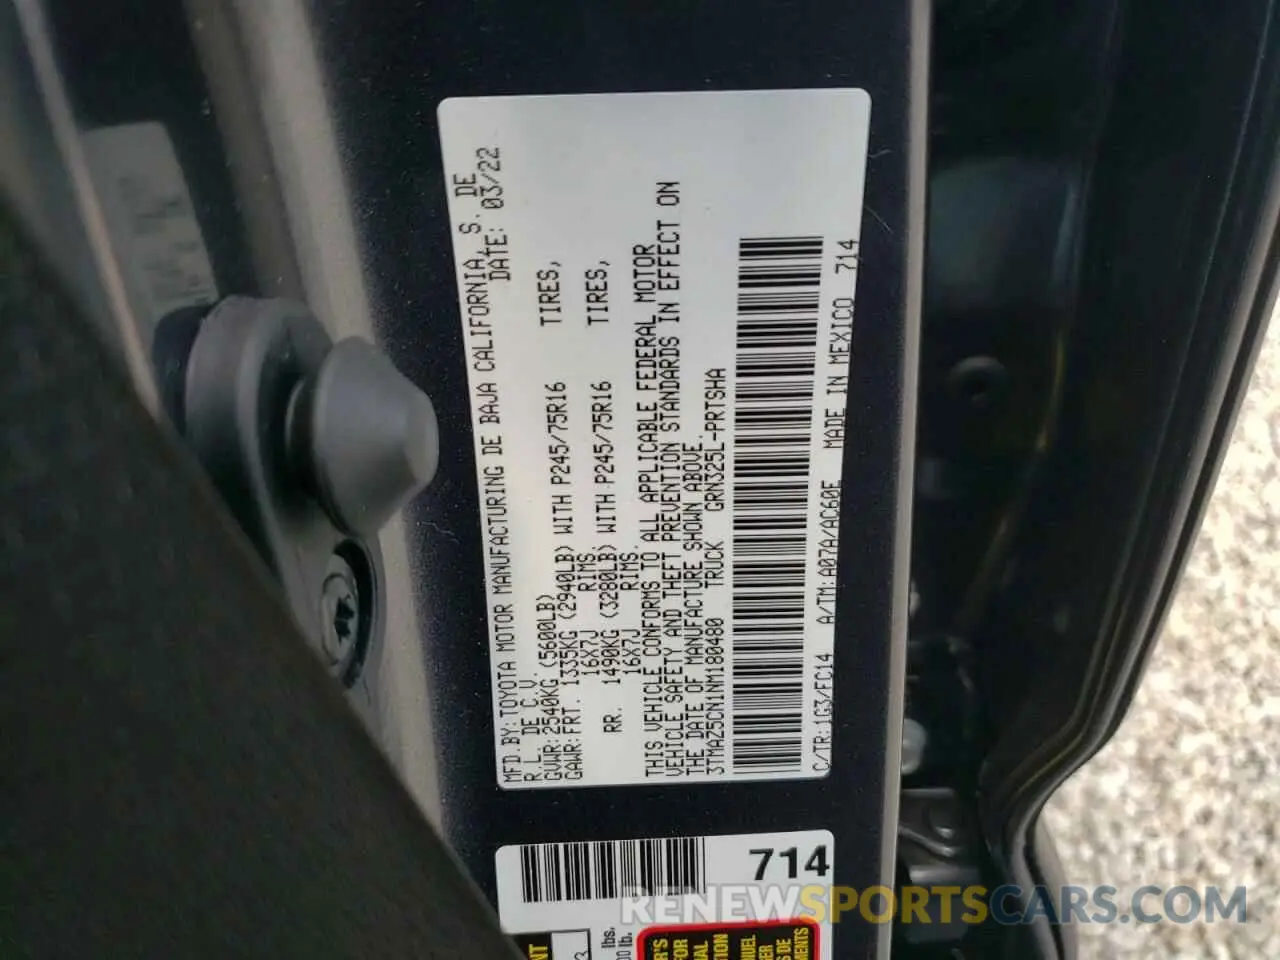 MFD.BY:TOYOTA MOTOR MANUFACTURING DE BAJA CALIFORNIA, S. DE
R.L. DE C.V. DATE: 03/22
GVWR:2540KG (5600LB)
GAWR:FRT. 1335KG (2940LB) WITH P245/75R16 TIRES,
16X7J RIMS.
RR. 1490KG (3280LB) WITH P245/75R16 TIRES,
16X7J RIMS.
THIS VEHICLE CONFORMS TO ALL APPLICABLE FEDERAL MOTOR
VEHICLE SAFETY AND THEFT PREVENTION STANDARDS IN EFFECT ON
THE DATE OF MANUFACTURE SHOWN ABOVE.
3TMAZ5CN1NM180480 TRUCK GRN325L-PRTSHA
C/TR:1G3/FC14 A/TM:A07A/AC60E MADE IN MEXICO 714
714
RENEWSPORTSCARS.COM